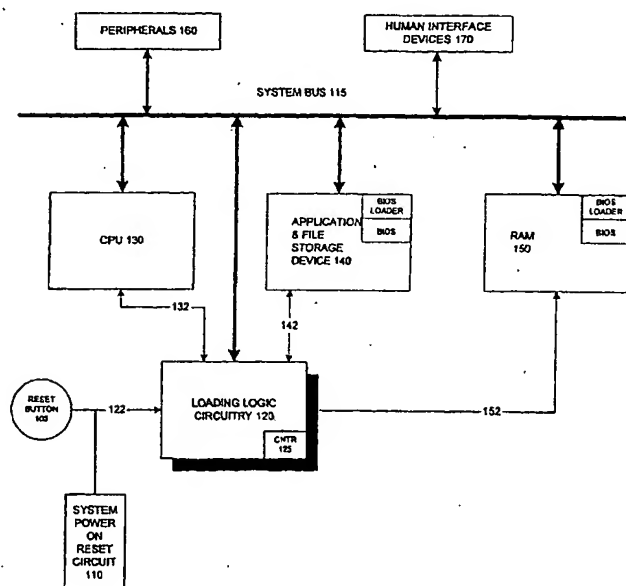 PERIPHERALS 160
HUMAN INTERFACE
DEVICES 170
SYSTEM BUS 115
CPU 130
APPLICATION
& FILE
STORAGE
DEVICE 140
BIOS
LOADER
BIOS
RAM
150
BIOS
LOADER
BIOS
132
142
RESET
BUTTON
105
122
LOADING LOGIC
CIRCUITRY 120
CNTR
125
152
SYSTEM
POWER
ON
RESET
CIRCUIT
110